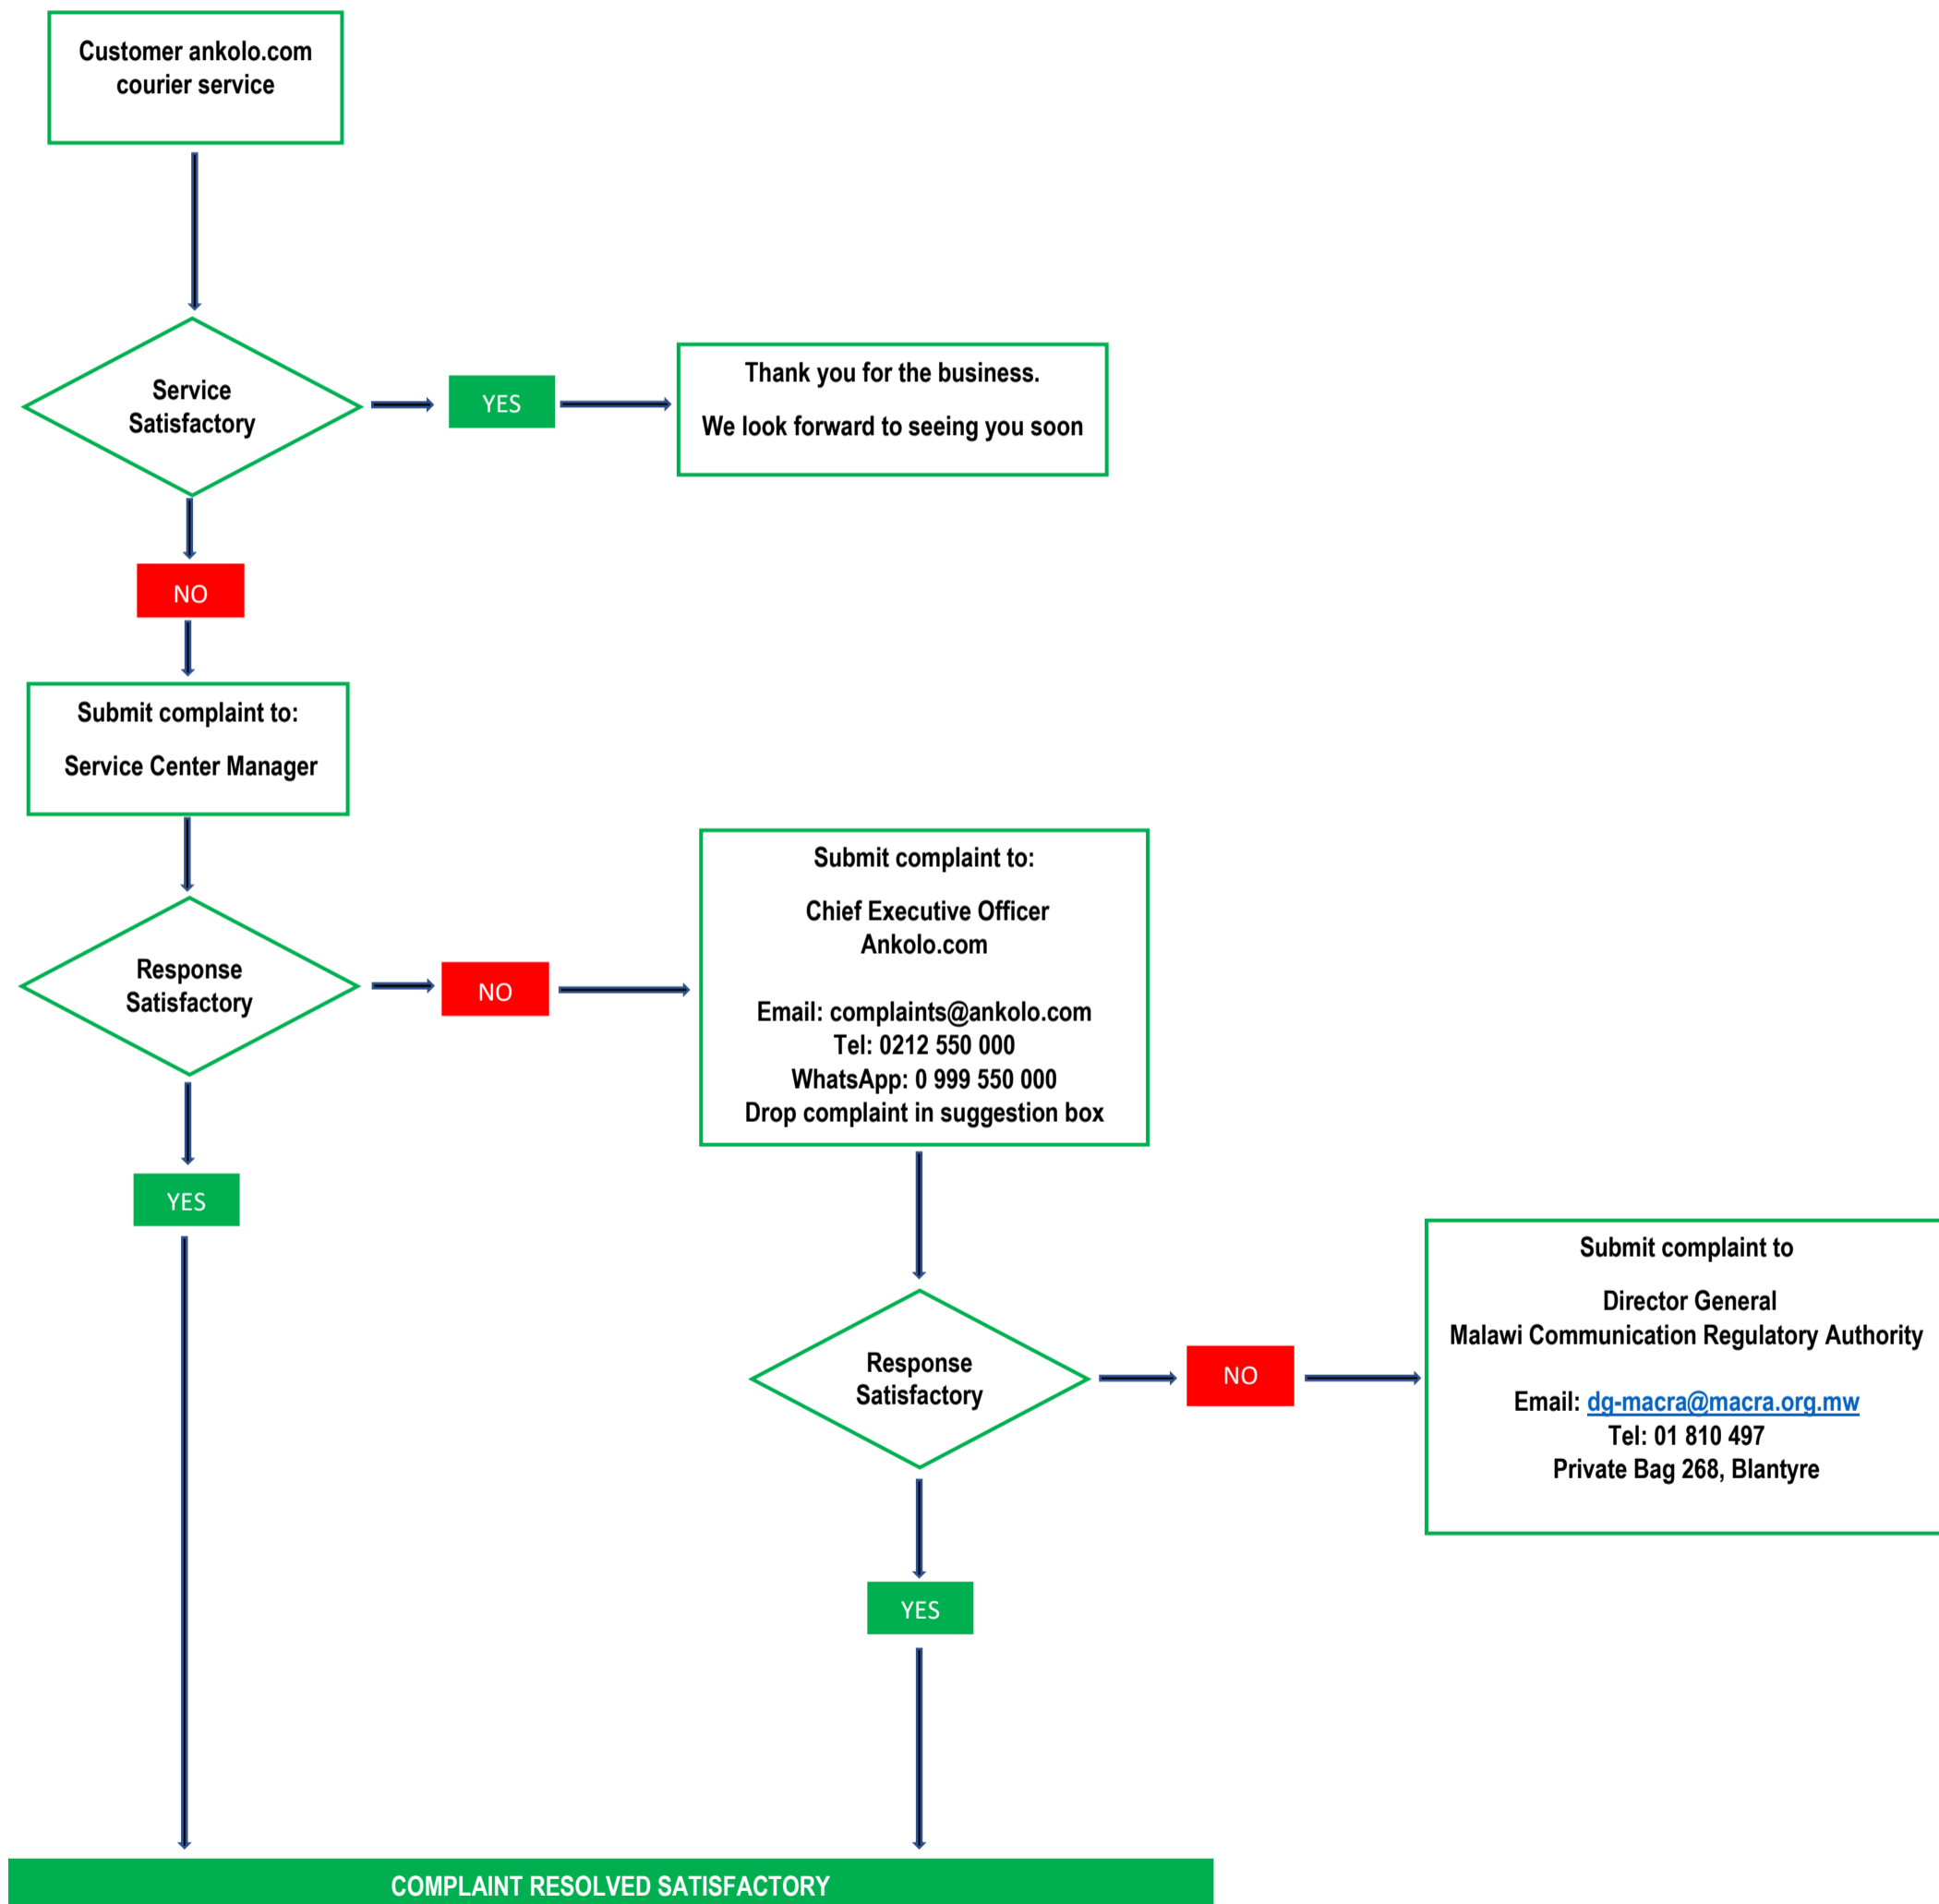 Customer ankolo.com
courier service
Service
Satisfactory
YES
Thank you for the business.
We look forward to seeing you soon
NO
Submit complaint to:
Service Center Manager
Response
Satisfactory
NO
Submit complaint to:
Chief Executive Officer
Ankolo.com
Email: complaints@ankolo.com
Tel: 0212 550 000
WhatsApp: 0 999 550 000
Drop complaint in suggestion box
YES
Response
Satisfactory
NO
Submit complaint to
Director General
Malawi Communication Regulatory Authority
Email: dg-macra@macra.org.mw
Tel: 01 810 497
Private Bag 268, Blantyre
YES
COMPLAINT RESOLVED SATISFACTORY